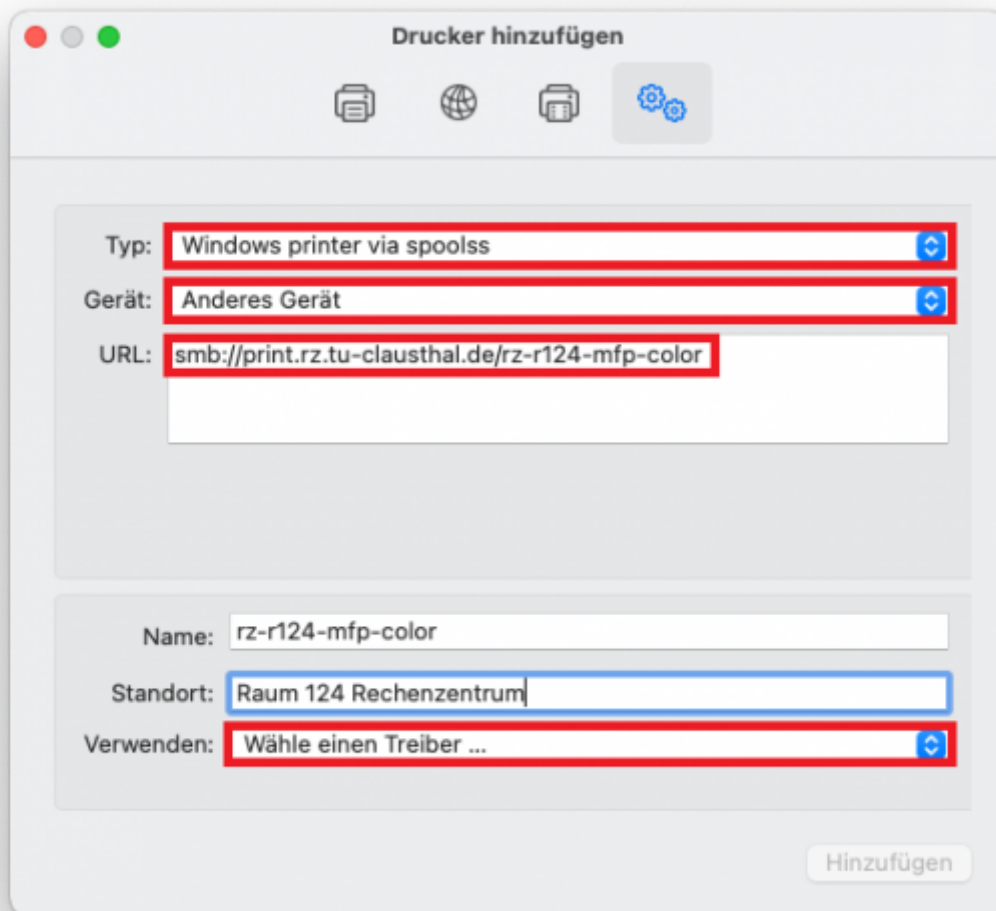 Drucker hinzufügen
Typ: Windows printer via spoolss
Gerät: Anderes Gerät
URL: smb://print.rz.tu-clausthal.de/rz-r124-mfp-color
Name: rz-r124-mfp-color
Standort: Raum 124 Rechenzentrum
Verwenden: Wähle einen Treiber ...
Hinzufügen